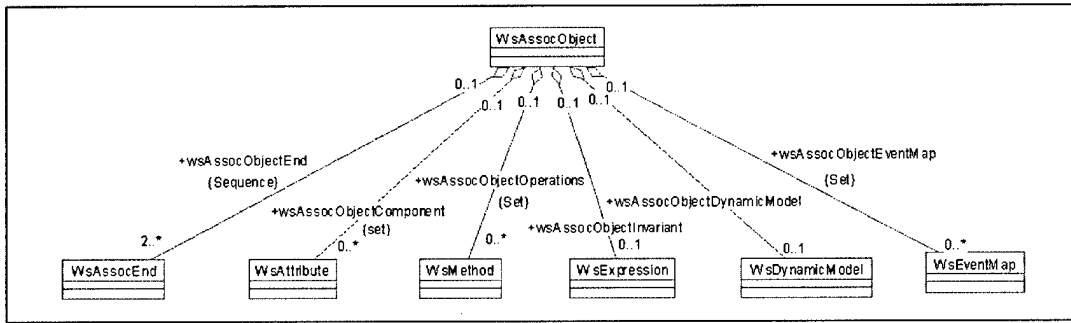 WsAssocObject
0..1
0..1
0..1
0..1
0..1
0..1
+wsAssocObjectEnd
{Sequence}
+wsAssocObjectEventMap
{Set}
+wsAssocObjectOperations
{Set}
+wsAssocObjectDynamicModel
+wsAssocObjectComponent
{set}
+wsAssocObjectInvariant
2..*
0..*
0..*
0..1
0..1
0..*
WsAssocEnd
WsAttribute
WsMethod
WsExpression
WsDynamicModel
WsEventMap